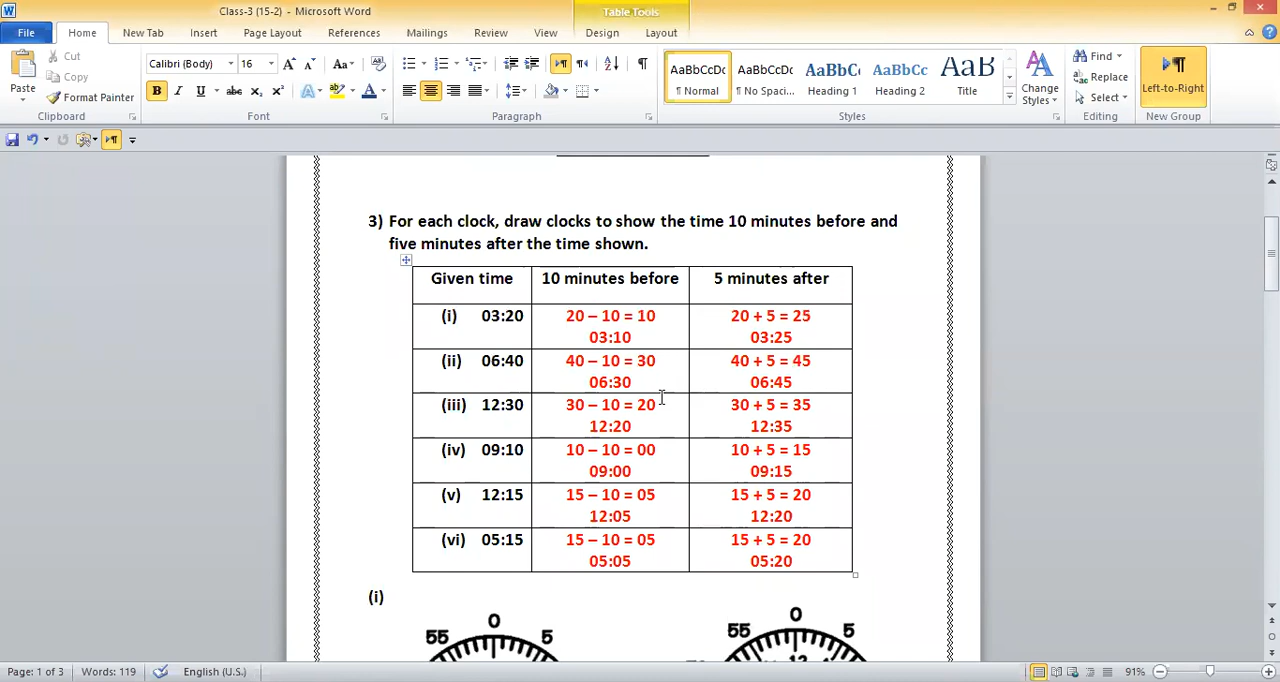 Class-3 (15-2) - Microsoft Word
Table Tools
File Home New Tab Insert Page Layout References Mailings Review View Design Layout
Paste
Cut
Copy
Format Painter
Clipboard
Calibri (Body) 16
Font
Paragraph
AaBbCcDc AaBbCcDc AaBbC AaBbCc AaB
¶ Normal ¶ No Spaci... Heading 1 Heading 2 Title
Change Styles
Styles
Find
Replace
Select
Editing
Left-to-Right
New Group
3) For each clock, draw clocks to show the time 10 minutes before and
five minutes after the time shown.
Given time 10 minutes before 5 minutes after
(i) 03:20 20 – 10 = 10 20 + 5 = 25
03:10 03:25
(ii) 06:40 40 – 10 = 30 40 + 5 = 45
06:30 06:45
(iii) 12:30 30 – 10 = 20 30 + 5 = 35
12:20 12:35
(iv) 09:10 10 – 10 = 00 10 + 5 = 15
09:00 09:15
(v) 12:15 15 – 10 = 05 15 + 5 = 20
12:05 12:20
(vi) 05:15 15 – 10 = 05 15 + 5 = 20
05:05 05:20
(i)
55 0 5 55 0 5
12
Page: 1 of 3 Words: 119 English (U.S.) 91%